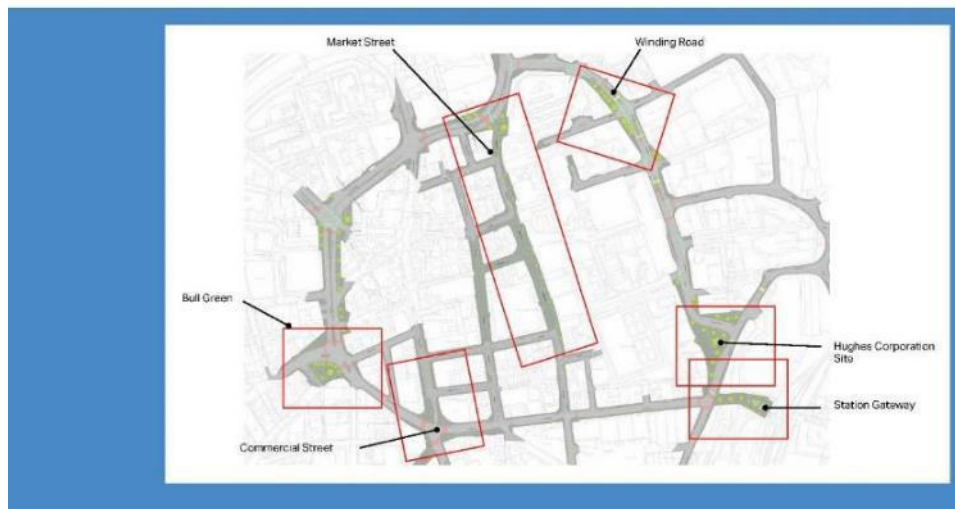 Market Street
Winding Road
Bull Green
Hughes Corporation
Site
Station Gateway
Commercial Street